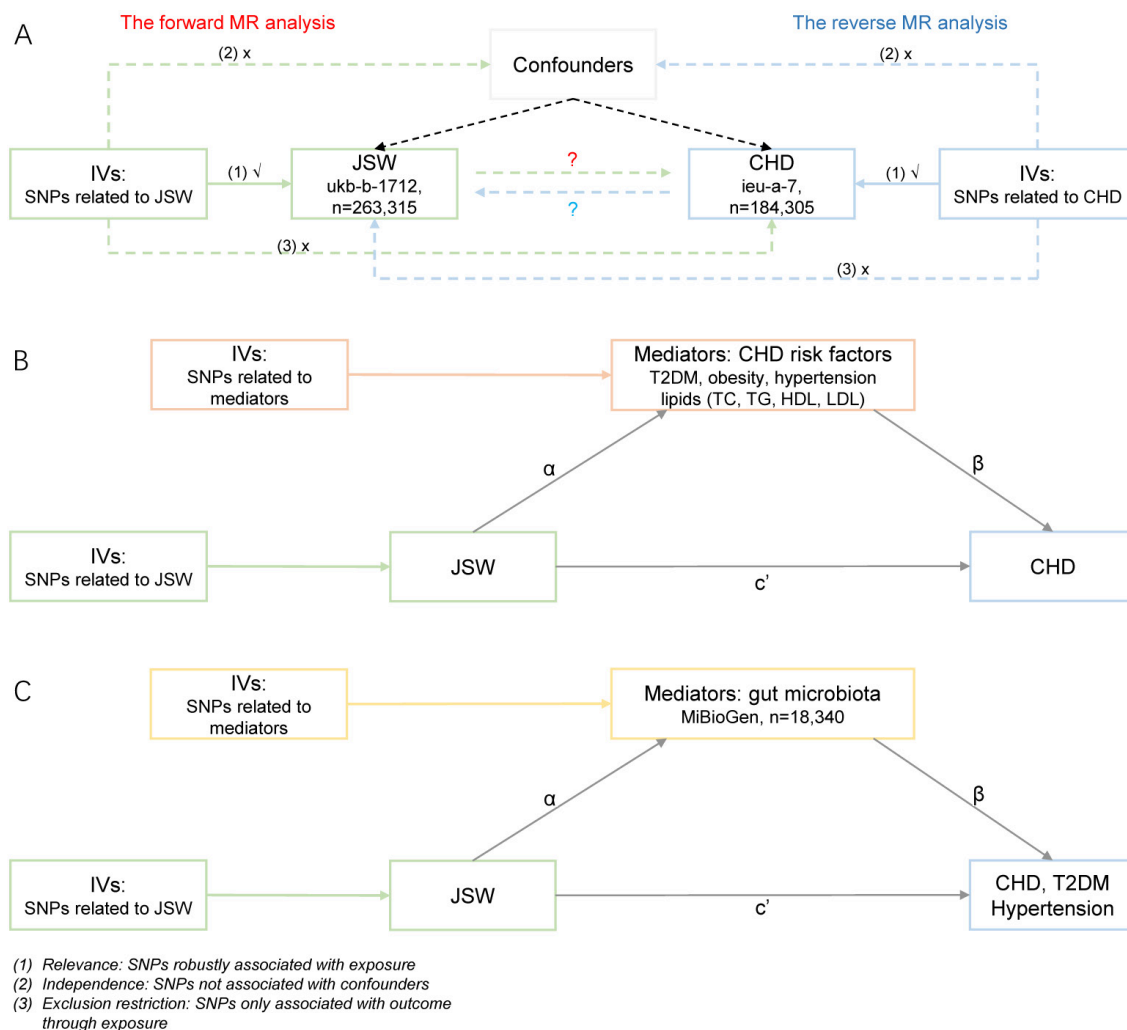 A
The forward MR analysis
The reverse MR analysis
(2) x
(2) x
Confounders
IVs:
SNPs related to JSW
(1) √
JSW
ukb-b-1712,
n=263,315
?
?
CHD
ieu-a-7,
n=184,305
(1) √
IVs:
SNPs related to CHD
(3) x
(3) x
B
IVs:
SNPs related to
mediators
Mediators: CHD risk factors
T2DM, obesity, hypertension
lipids (TC, TG, HDL, LDL)
α
β
IVs:
SNPs related to JSW
JSW
c’
CHD
C
IVs:
SNPs related to
mediators
Mediators: gut microbiota
MiBioGen, n=18,340
α
β
IVs:
SNPs related to JSW
JSW
c’
CHD, T2DM
Hypertension
(1) Relevance: SNPs robustly associated with exposure
(2) Independence: SNPs not associated with confounders
(3) Exclusion restriction: SNPs only associated with outcome
through exposure